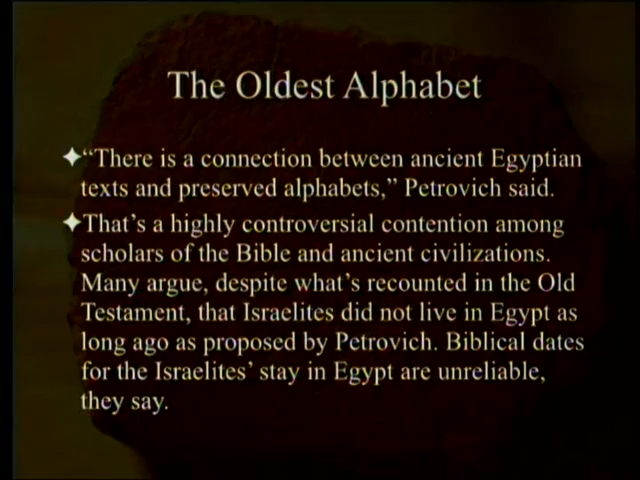 The Oldest Alphabet
“There is a connection between ancient Egyptian
texts and preserved alphabets,” Petrovich said.
That’s a highly controversial contention among
scholars of the Bible and ancient civilizations.
Many argue, despite what’s recounted in the Old
Testament, that Israelites did not live in Egypt as
long ago as proposed by Petrovich. Biblical dates
for the Israelites’ stay in Egypt are unreliable,
they say.